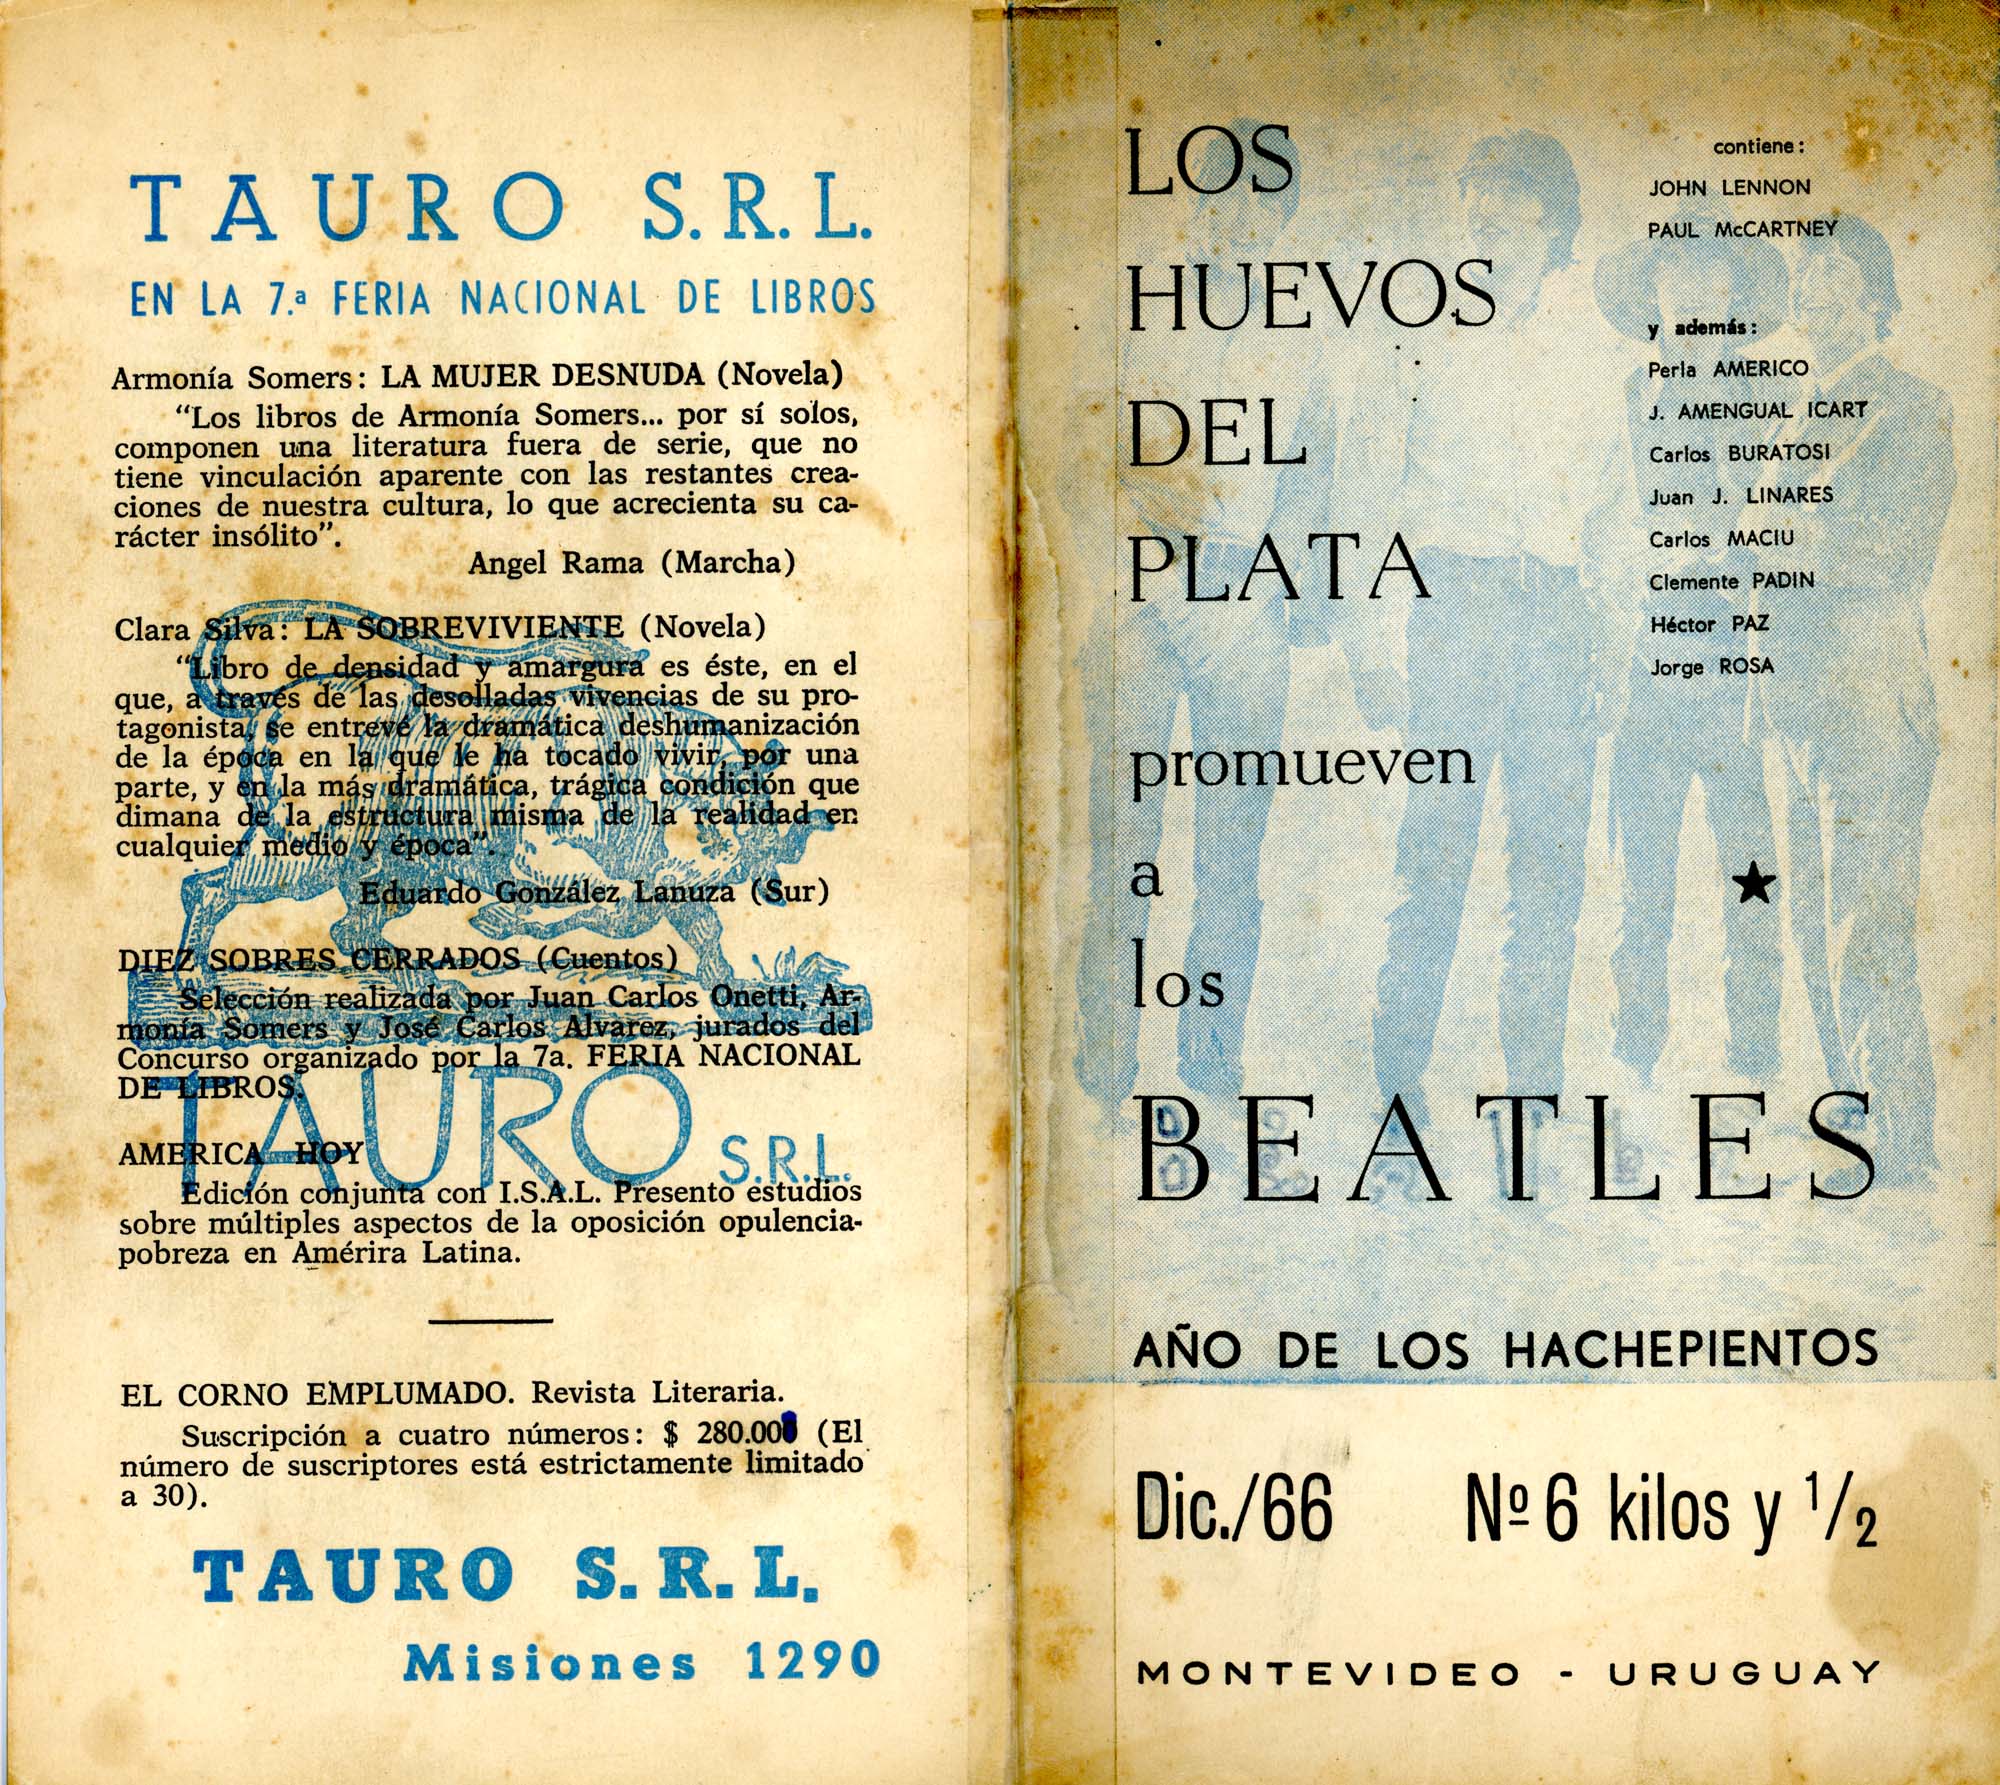 TAURO S.R.L.
EN LA 7.ª FERIA NACIONAL DE LIBROS
Armonía Somers: LA MUJER DESNUDA (Novela)
“Los libros de Armonía Somers... por sí solos,
componen una literatura fuera de serie, que no
tiene vinculación aparente con las restantes crea-
ciones de nuestra cultura, lo que acrecienta su ca-
rácter insólito”.
Angel Rama (Marcha)
Clara Silva: LA SOBREVIVIENTE (Novela)
“Libro de densidad y amargura es éste, en el
que, a través de las desolladas vivencias de su pro-
tagonista, se entrevé la dramática deshumanización
de la época en la que le ha tocado vivir, por una
parte, y en la más dramática, trágica condición que
dimana de la estructura misma de la realidad en
cualquier medio y época”.
Eduardo González Lanuza (Sur)
DIEZ SOBRES CERRADOS (Cuentos)
Selección realizada por Juan Carlos Onetti, Ar-
monía Somers y José Carlos Alvarez, jurados del
Concurso organizado por la 7a. FERIA NACIONAL
DE LIBROS.
TAURO S.R.L.
AMERICA HOY
Edición conjunta con I.S.A.L. Presento estudios
sobre múltiples aspectos de la oposición opulencia-
pobreza en Amérira Latina.
EL CORNO EMPLUMADO. Revista Literaria.
Suscripción a cuatro números: $ 280.00 (El
número de suscriptores está estrictamente limitado
a 30).
TAURO S.R.L.
Misiones 1290
LOS
HUEVOS
DEL
PLATA
promueven
a
los
BEATLES
contiene:
JOHN LENNON
PAUL McCARTNEY
y además:
Perla AMERICO
J. AMENGUAL ICART
Carlos BURATOSI
Juan J. LINARES
Carlos MACIU
Clemente PADIN
Héctor PAZ
Jorge ROSA
AÑO DE LOS HACHEPIENTOS
Dic./66 Nº 6 kilos y 1/2
MONTEVIDEO - URUGUAY